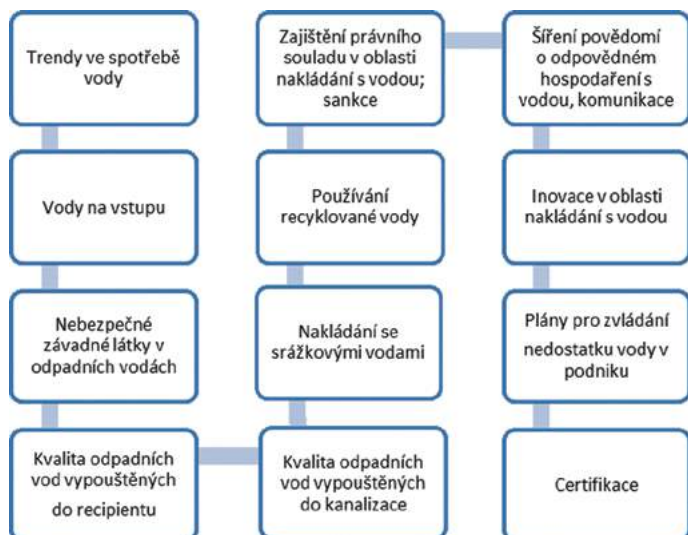 Trendy ve spotřebě
vody
Vody na vstupu
Nebezpečné
závadné látky v
odpadních vodách
Kvalita odpadních
vod vypouštěných
do recipientu
Kvalita odpadních
vod vypouštěných
do kanalizace
Nakládání se
srážkovými vodami
Používání
recyklované vody
Zajištění právního
souladu v oblasti
nakládání s vodou;
sankce
Šíření povědomí
o odpovědném
hospodaření s
vodou, komunikace
Inovace v oblasti
nakládání s vodou
Plány pro zvládání
nedostatku vody v
podniku
Certifikace